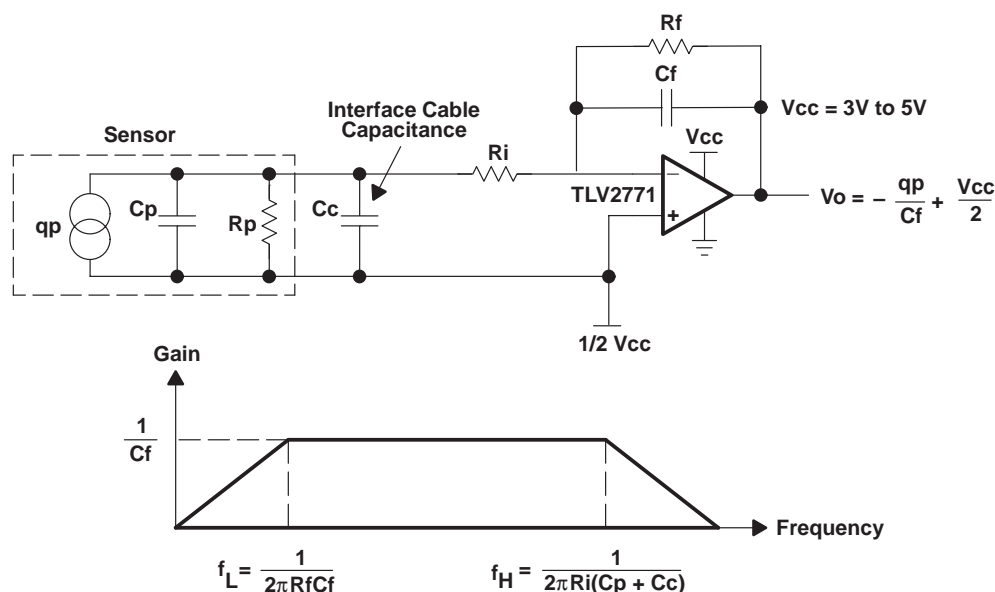 Rf
Cf
Vcc = 3V to 5V
Interface Cable
Capacitance
Sensor
Ri
Vcc
TLV2771
−
+
qp
Cp
Rp
Cc
Vo = − qp/Cf + Vcc/2
1/2 Vcc
Gain
1/Cf
Frequency
fL = 1/2πRfCf
fH = 1/2πRi(Cp + Cc)